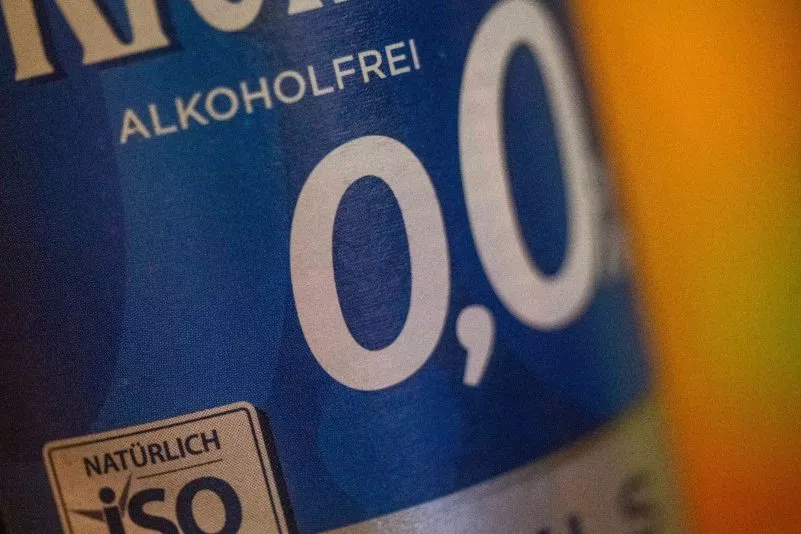 ALKOHOLFREI
0,0
NATÜRLICH
iSO